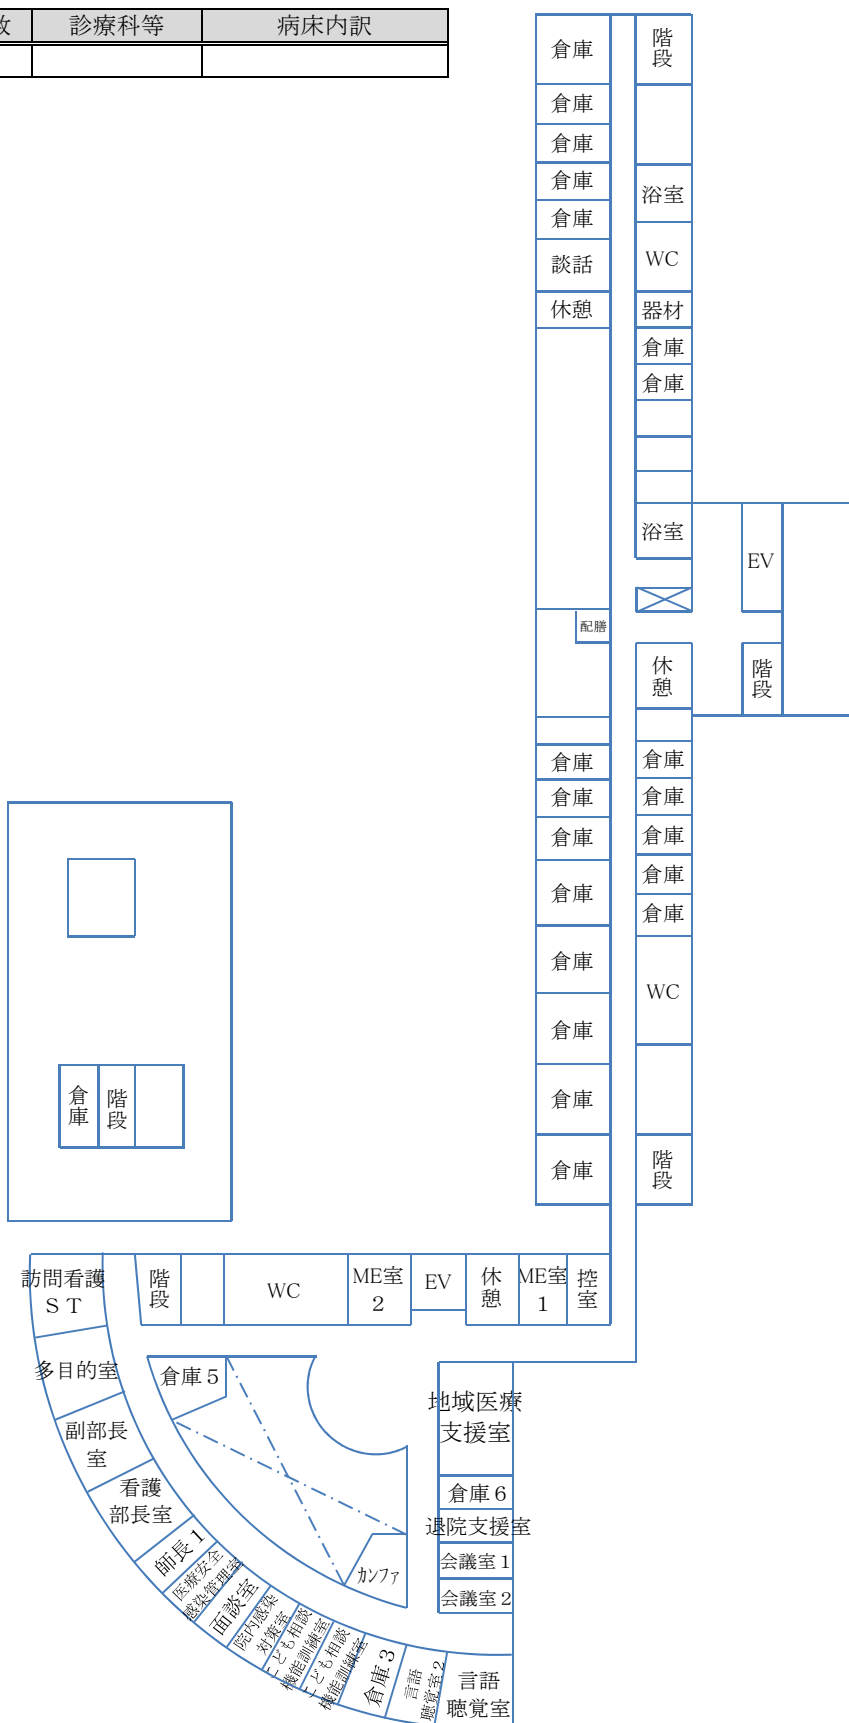 数 診療科等 病床内訳
倉庫
階段
倉庫
倉庫
倉庫
浴室
倉庫
談話
WC
休憩
器材
倉庫
倉庫
浴室
EV
配膳
休憩
階段
倉庫
倉庫
倉庫
倉庫
倉庫
倉庫
倉庫
倉庫
倉庫
倉庫
WC
倉庫
倉庫
倉庫
階段
倉庫
階段
訪問看護
ＳＴ
階段
WC
ME室
2
EV
休憩
ME室
1
控室
多目的室
倉庫５
副部長
室
看護
部長室
地域医療
支援室
倉庫６
退院支援室
会議室１
会議室２
カンファ
師長１
医療安全
感染管理室
面談室
院内感染
対策室
こども相談
機能訓練室
こども相談
機能訓練室
倉庫３
言語
聴覚室２
言語
聴覚室